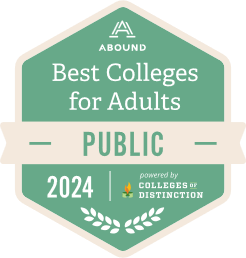 ABOUND
Best Colleges
for Adults
PUBLIC
2024
powered by
COLLEGES OF
DISTINCTION